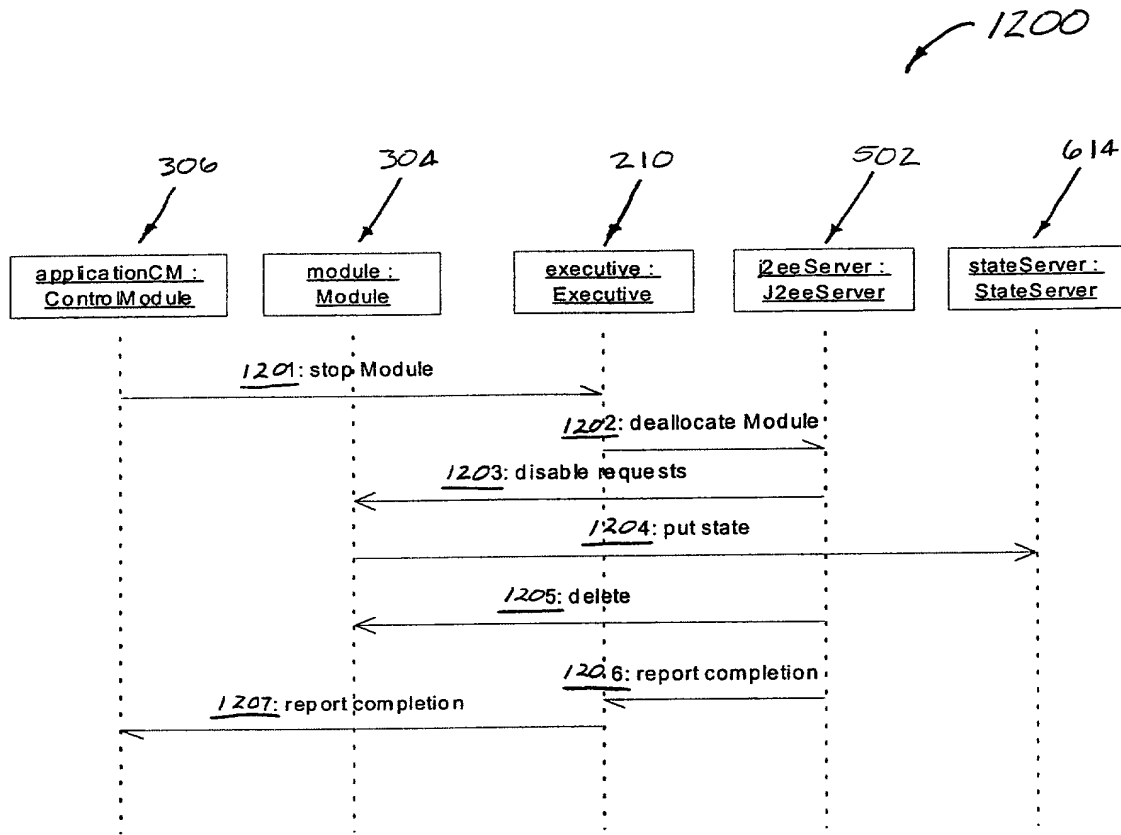 1200
306
304
210
502
614
applicationCM :
ControlModule
module :
Module
executive :
Executive
j2eeServer :
J2eeServer
stateServer :
StateServer
1201: stop Module
1202: deallocate Module
1203: disable requests
1204: put state
1205: delete
1206: report completion
1207: report completion